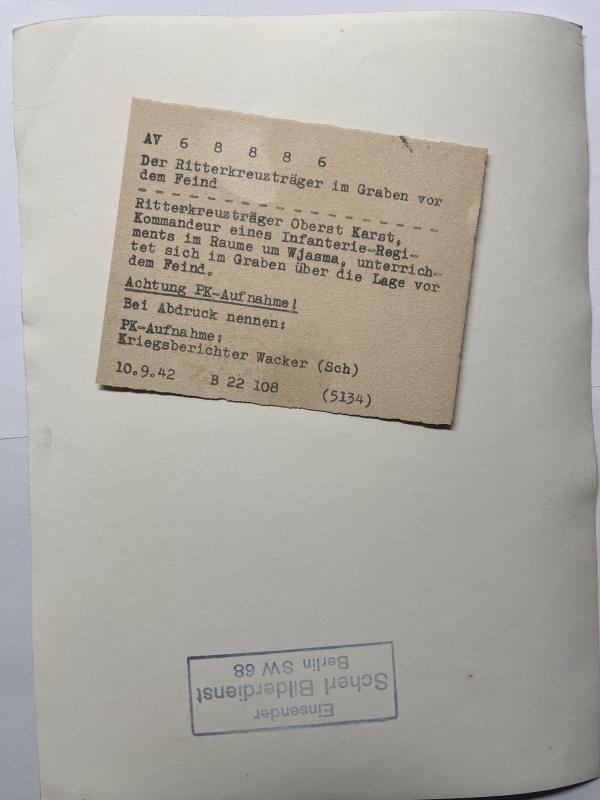 AV 6 8 8 8 6
Der Ritterkreuzträger im Graben vor
dem Feind
- - - - - - - - - - - - - - - - - -
Ritterkreuzträger Oberst Karst,
Kommandeur eines Infanterie-Regi-
ments im Raume um Wjasma, unterrich-
tet sich im Graben über die Lage vor
dem Feind.
Achtung PK-Aufnahme!
Bei Abdruck nennen:
PK-Aufnahme:
Kriegsberichter Wacker (Sch)
10.9.42 B 22 108 (5134)
Einsender
Scherl Bilderdienst
Berlin SW 68